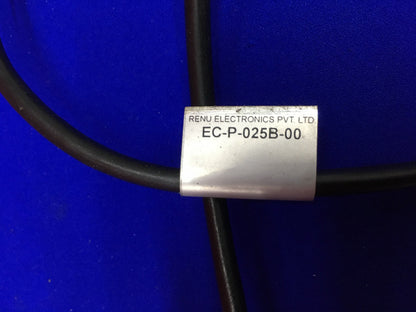 RENU ELECTRONICS PVT. LTD
EC-P-025B-00